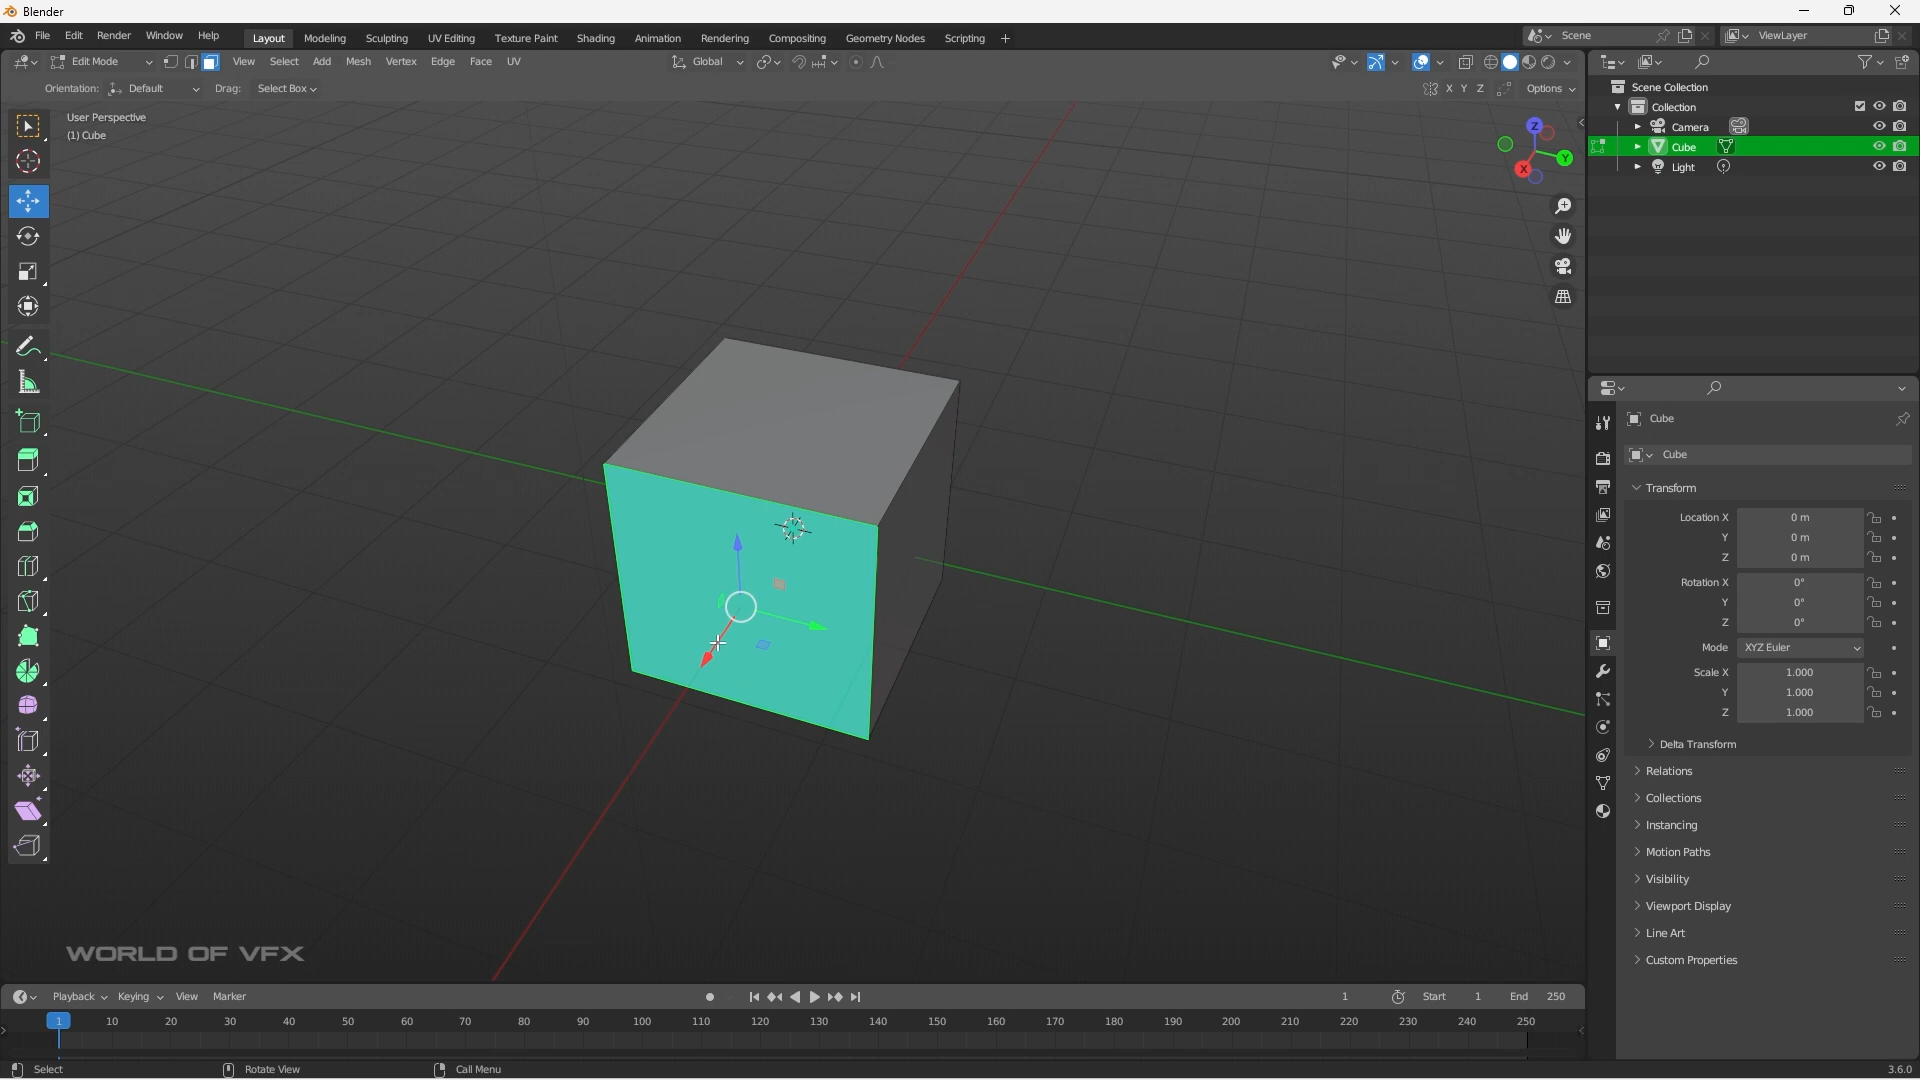 Blender
File Edit Render Window Help Layout Modeling Sculpting UV Editing Texture Paint Shading Animation Rendering Compositing Geometry Nodes Scripting + Scene ViewLayer
Edit Mode View Select Add Mesh Vertex Edge Face UV Global
Orientation: Default Drag: Select Box X Y Z Options
User Perspective
(1) Cube
Z
Y
X
Scene Collection
Collection
Camera
Cube
Light
Cube
Cube
Transform
Location X 0 m
Y 0 m
Z 0 m
Rotation X 0°
Y 0°
Z 0°
Mode XYZ Euler
Scale X 1.000
Y 1.000
Z 1.000
Delta Transform
Relations
Collections
Instancing
Motion Paths
Visibility
Viewport Display
Line Art
Custom Properties
WORLD OF VFX
Playback Keying View Marker 1 Start 1 End 250
1 10 20 30 40 50 60 70 80 90 100 110 120 130 140 150 160 170 180 190 200 210 220 230 240 250
Select Rotate View Call Menu 3.6.0